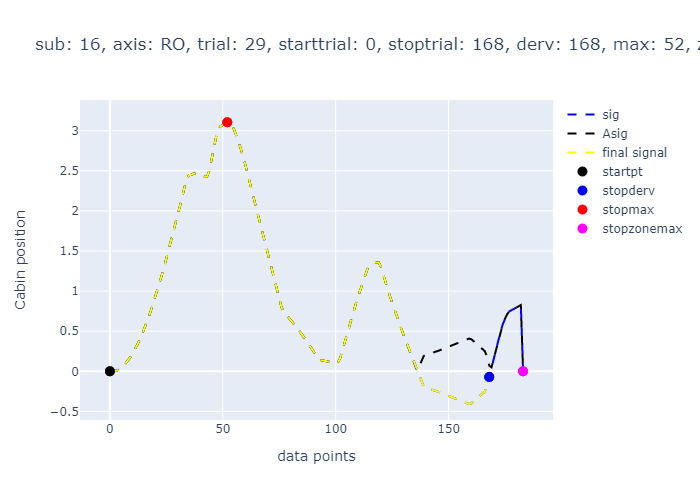 sub: 16, axis: RO, trial: 29, starttrial: 0, stoptrial: 168, derv: 168, max: 52,
sig
Asig
final signal
startpt
stopderv
stopmax
stopzonemax
Cabin position
3
2.5
2
1.5
1
0.5
0
−0.5
0
50
100
150
data points